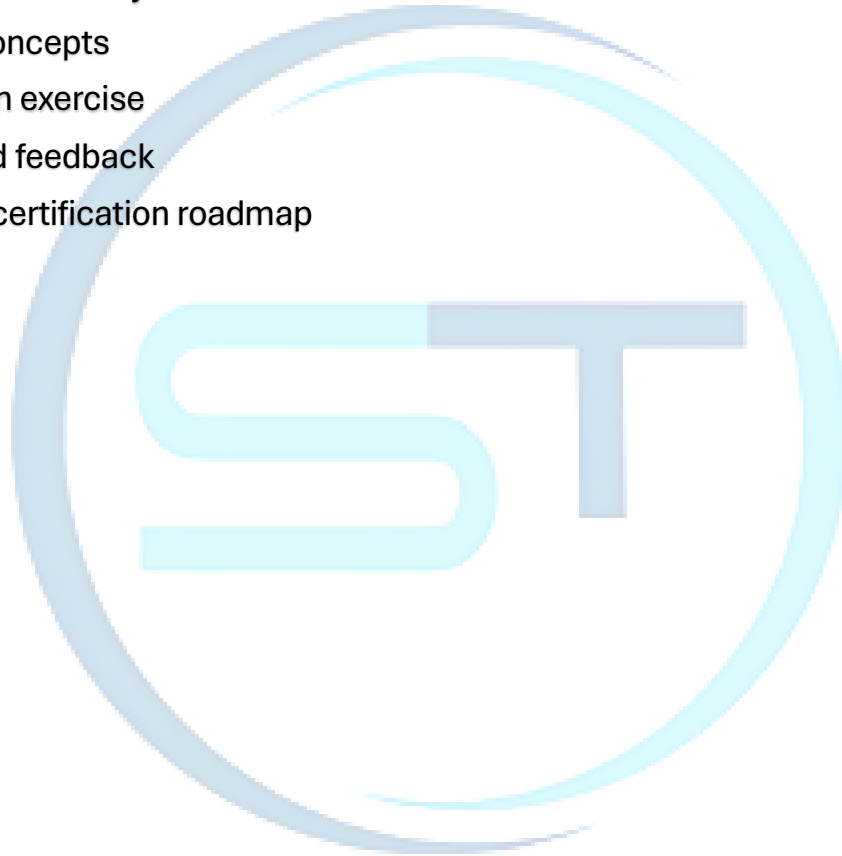 oncepts
n exercise
d feedback
certification roadmap
ST